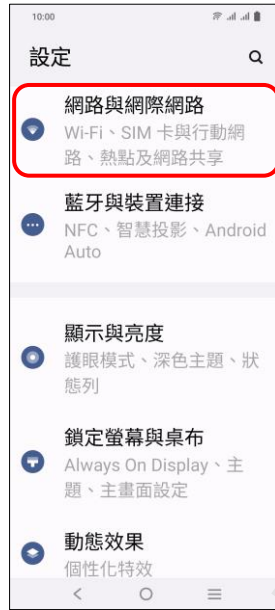 10:00
設定
網路與網際網路
Wi-Fi、SIM 卡與行動網
路、熱點及網路共享
藍牙與裝置連接
NFC、智慧投影、Android
Auto
顯示與亮度
護眼模式、深色主題、狀
態列
鎖定螢幕與桌布
Always On Display、主
題、主畫面設定
動態效果
個性化特效